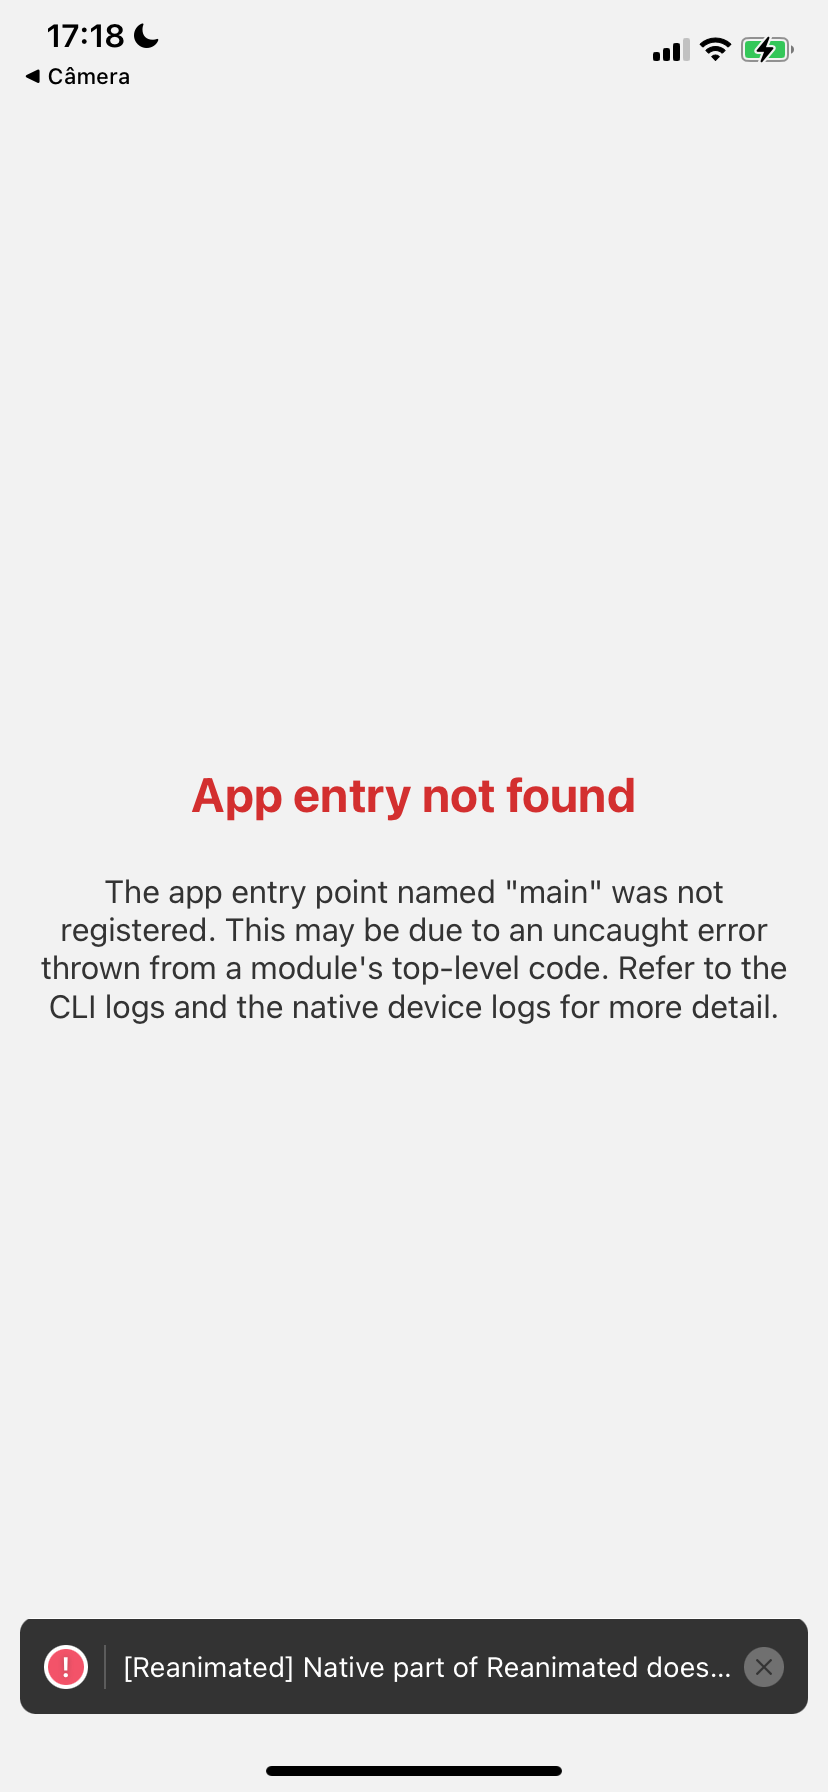 17:18
◀ Câmera
App entry not found
The app entry point named "main" was not
registered. This may be due to an uncaught error
thrown from a module's top-level code. Refer to the
CLI logs and the native device logs for more detail.
! [Reanimated] Native part of Reanimated does...